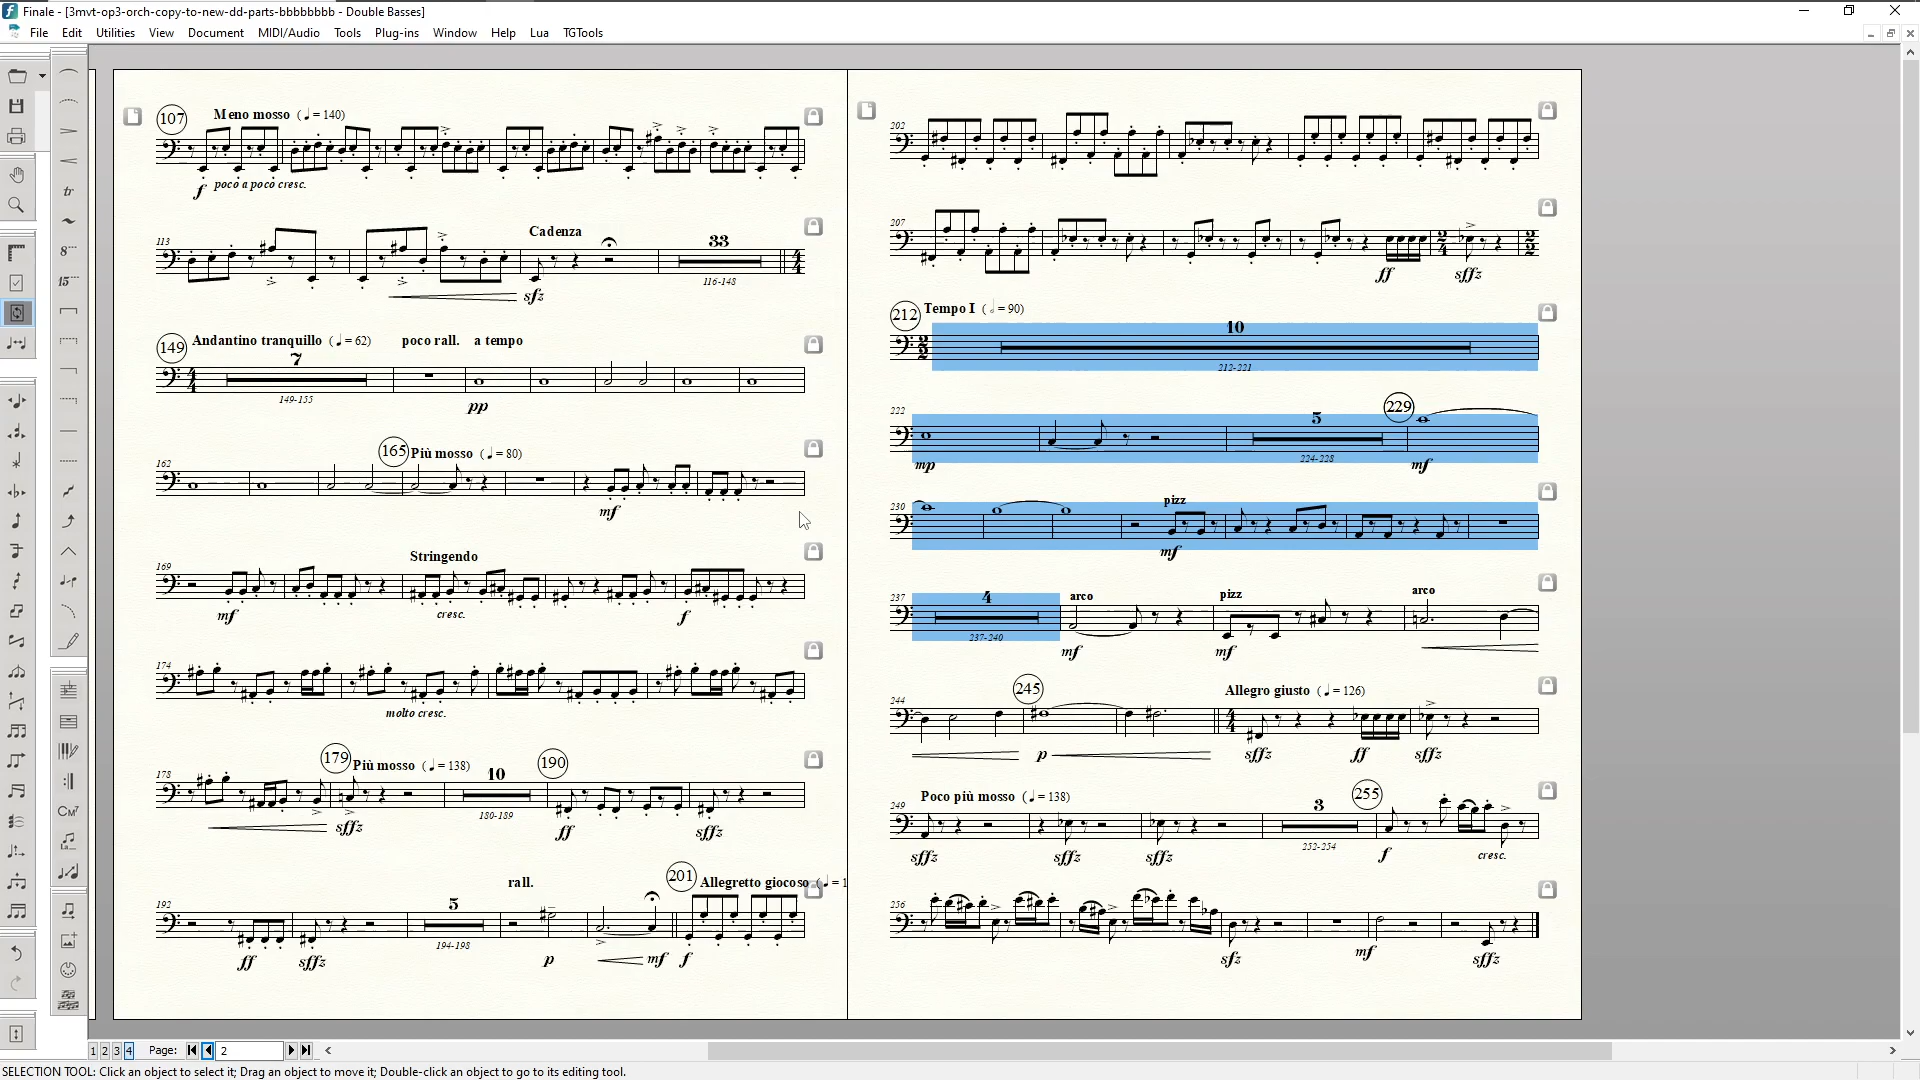 Finale - [3mvt-op3-orch-copy-to-new-dd-parts-bbbbbbbb - Double Basses]
File Edit Utilities View Document MIDI/Audio Tools Plug-ins Window Help Lua TGTools
107 Meno mosso (♩ = 140)
f poco a poco cresc.
113 Cadenza 33
sfz 116-148
149 Andantino tranquillo (♩ = 62) poco rall. a tempo
7
149-155 pp
162 165 Più mosso (♩ = 80)
mf
169 Stringendo
mf cresc. f
174
molto cresc.
178 179 Più mosso (♩ = 138) 10 190
sffz 180-189 ff sffz
192 5 rall. 201 Allegretto giocoso (♩ = 1
ff sffz 194-198 p mf f
202
207
ff sffz
212 Tempo I (𝅗𝅥 = 90)
10
212-221
222 5 229
mp 224-228 mf
230 pizz
mf
237 4 arco pizz arco
237-240 mf mf
244 245 Allegro giusto (♩ = 126)
p sffz ff sffz
249 Poco più mosso (♩ = 138) 3 255
sffz sffz sffz 252-254 f cresc.
256
sfz mf sffz
tr
8
15
CM7
1 2 3 4 Page: 2
SELECTION TOOL: Click an object to select it; Drag an object to move it; Double-click an object to go to its editing tool.